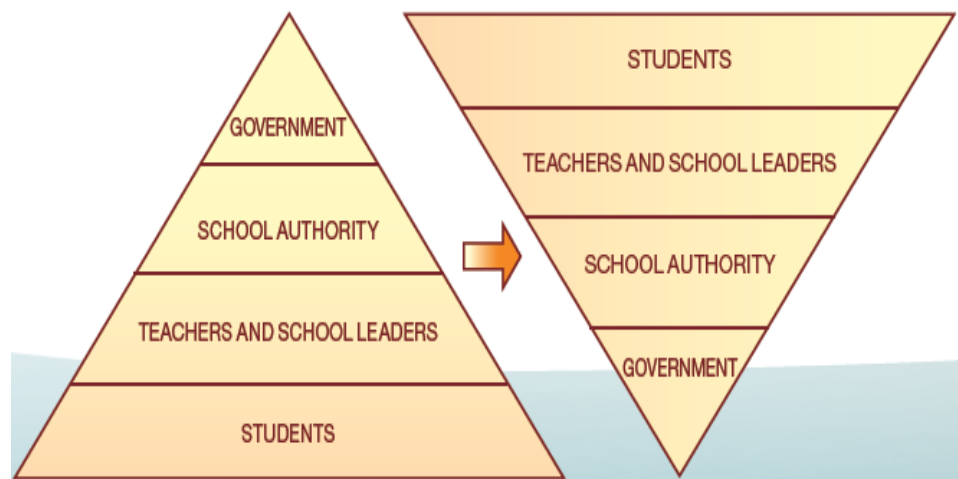 GOVERNMENT
SCHOOL AUTHORITY
TEACHERS AND SCHOOL LEADERS
STUDENTS
STUDENTS
TEACHERS AND SCHOOL LEADERS
SCHOOL AUTHORITY
GOVERNMENT